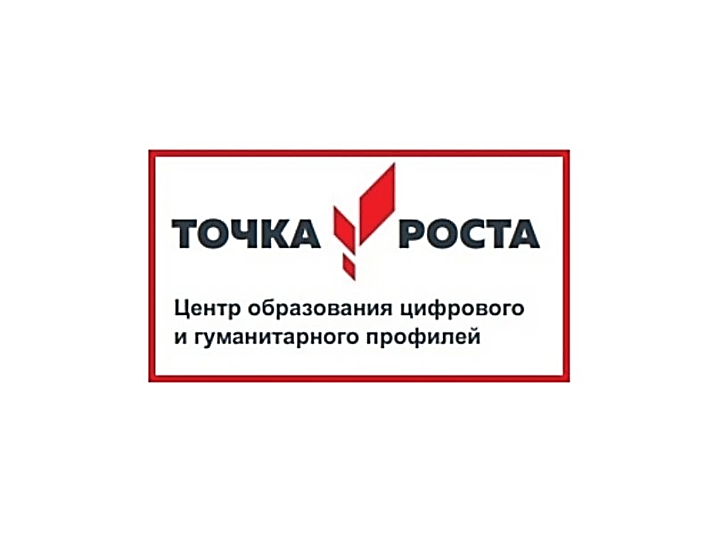 ТОЧКА РОСТА
Центр образования цифрового
и гуманитарного профилей